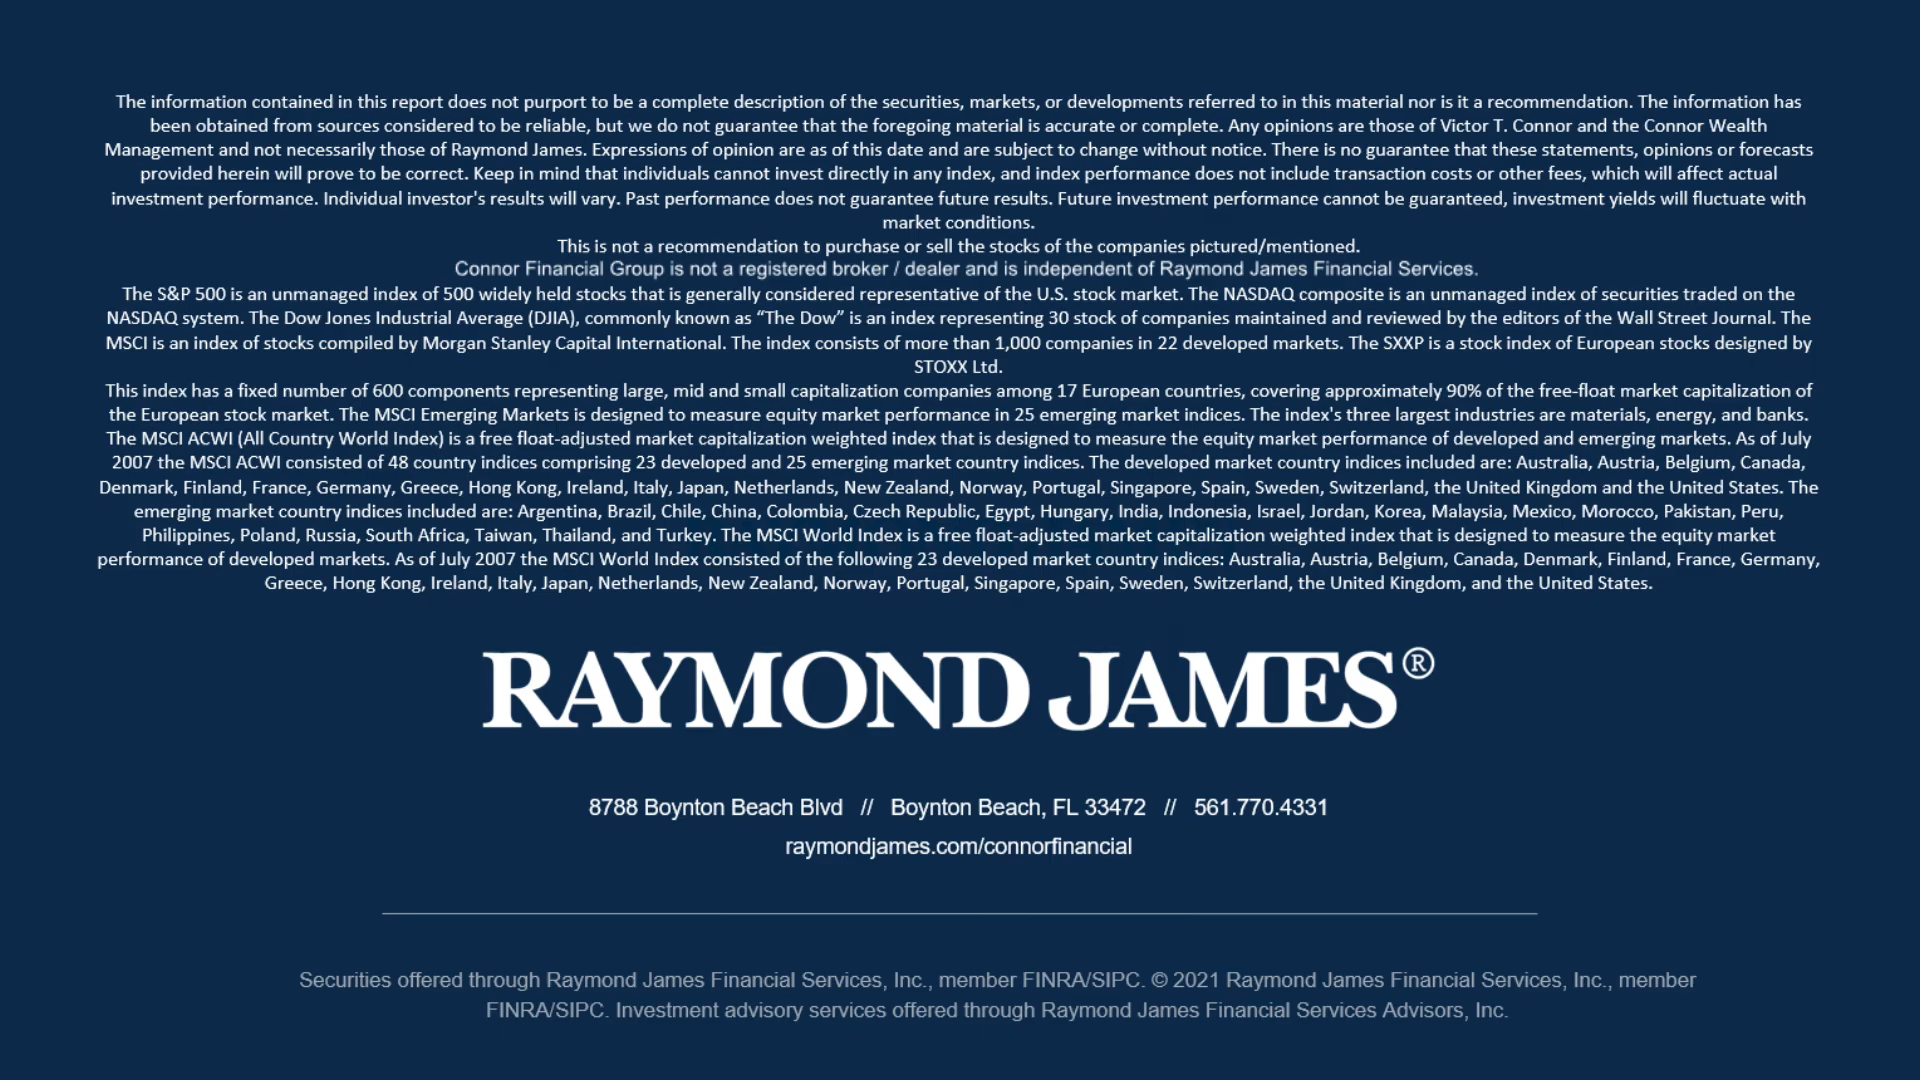 The information contained in this report does not purport to be a complete description of the securities, markets, or developments referred to in this material nor is it a recommendation. The information has
been obtained from sources considered to be reliable, but we do not guarantee that the foregoing material is accurate or complete. Any opinions are those of Victor T. Connor and the Connor Wealth
Management and not necessarily those of Raymond James. Expressions of opinion are as of this date and are subject to change without notice. There is no guarantee that these statements, opinions or forecasts
provided herein will prove to be correct. Keep in mind that individuals cannot invest directly in any index, and index performance does not include transaction costs or other fees, which will affect actual
investment performance. Individual investor's results will vary. Past performance does not guarantee future results. Future investment performance cannot be guaranteed, investment yields will fluctuate with
market conditions.
This is not a recommendation to purchase or sell the stocks of the companies pictured/mentioned.
Connor Financial Group is not a registered broker / dealer and is independent of Raymond James Financial Services.
The S&P 500 is an unmanaged index of 500 widely held stocks that is generally considered representative of the U.S. stock market. The NASDAQ composite is an unmanaged index of securities traded on the
NASDAQ system. The Dow Jones Industrial Average (DJIA), commonly known as “The Dow” is an index representing 30 stock of companies maintained and reviewed by the editors of the Wall Street Journal. The
MSCI is an index of stocks compiled by Morgan Stanley Capital International. The index consists of more than 1,000 companies in 22 developed markets. The SXXP is a stock index of European stocks designed by
STOXX Ltd.
This index has a fixed number of 600 components representing large, mid and small capitalization companies among 17 European countries, covering approximately 90% of the free-float market capitalization of
the European stock market. The MSCI Emerging Markets is designed to measure equity market performance in 25 emerging market indices. The index's three largest industries are materials, energy, and banks.
The MSCI ACWI (All Country World Index) is a free float-adjusted market capitalization weighted index that is designed to measure the equity market performance of developed and emerging markets. As of July
2007 the MSCI ACWI consisted of 48 country indices comprising 23 developed and 25 emerging market country indices. The developed market country indices included are: Australia, Austria, Belgium, Canada,
Denmark, Finland, France, Germany, Greece, Hong Kong, Ireland, Italy, Japan, Netherlands, New Zealand, Norway, Portugal, Singapore, Spain, Sweden, Switzerland, the United Kingdom and the United States. The
emerging market country indices included are: Argentina, Brazil, Chile, China, Colombia, Czech Republic, Egypt, Hungary, India, Indonesia, Israel, Jordan, Korea, Malaysia, Mexico, Morocco, Pakistan, Peru,
Philippines, Poland, Russia, South Africa, Taiwan, Thailand, and Turkey. The MSCI World Index is a free float-adjusted market capitalization weighted index that is designed to measure the equity market
performance of developed markets. As of July 2007 the MSCI World Index consisted of the following 23 developed market country indices: Australia, Austria, Belgium, Canada, Denmark, Finland, France, Germany,
Greece, Hong Kong, Ireland, Italy, Japan, Netherlands, New Zealand, Norway, Portugal, Singapore, Spain, Sweden, Switzerland, the United Kingdom, and the United States.
RAYMOND JAMES®
8788 Boynton Beach Blvd // Boynton Beach, FL 33472 // 561.770.4331
raymondjames.com/connorfinancial
Securities offered through Raymond James Financial Services, Inc., member FINRA/SIPC. © 2021 Raymond James Financial Services, Inc., member
FINRA/SIPC. Investment advisory services offered through Raymond James Financial Services Advisors, Inc.